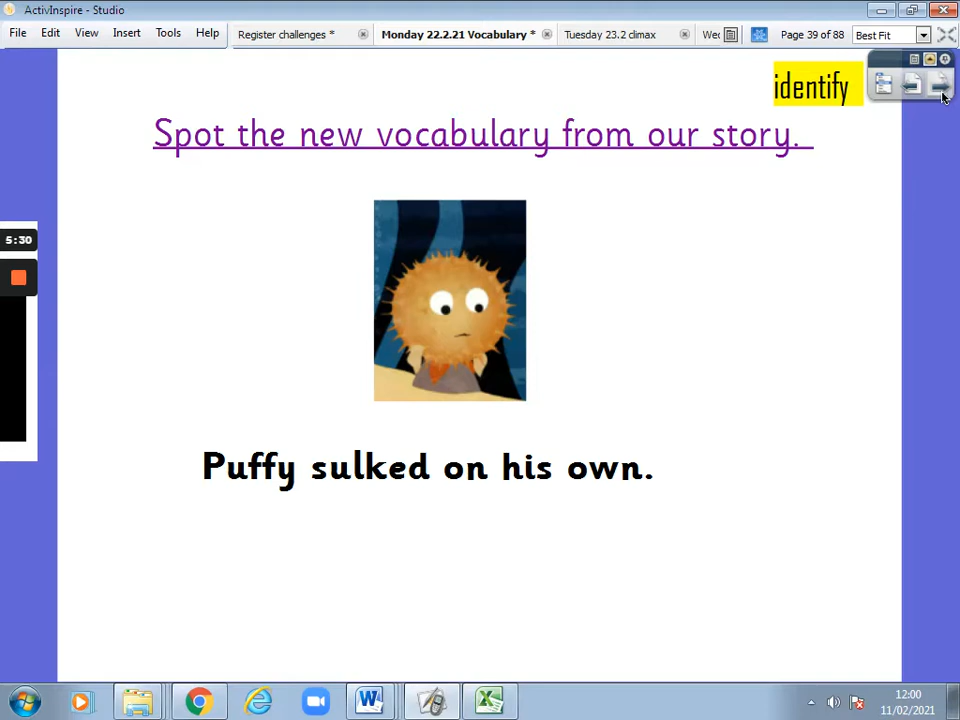 ActivInspire - Studio
File Edit View Insert Tools Help Register challenges * Monday 22.2.21 Vocabulary * Tuesday 23.2 climax Wec Page 39 of 88 Best Fit
identify
Spot the new vocabulary from our story.
5:30
Puffy sulked on his own.
12:00
11/02/2021